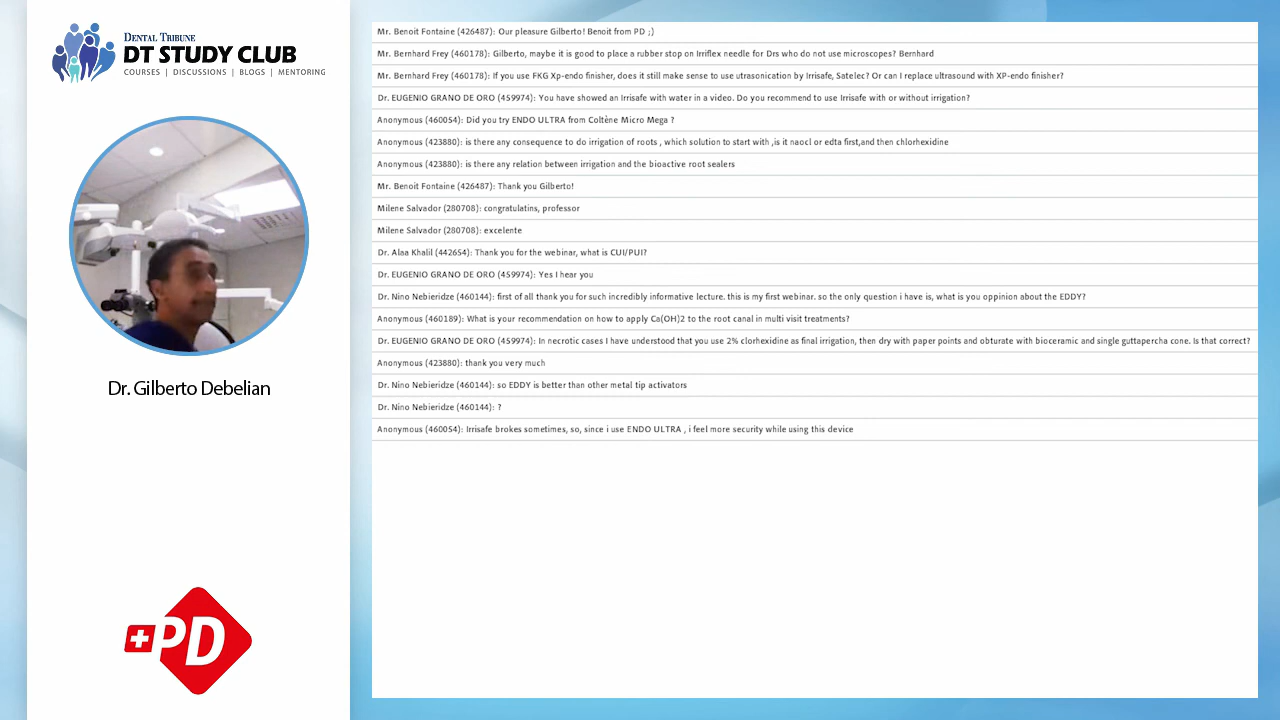 DENTAL TRIBUNE
DT STUDY CLUB
COURSES | DISCUSSIONS | BLOGS | MENTORING
Dr. Gilberto Debelian
PD
Mr. Benoit Fontaine (426487): Our pleasure Gilberto! Benoit from PD ;)
Mr. Bernhard Frey (460178): Gilberto, maybe it is good to place a rubber stop on Irriflex needle for Drs who do not use microscopes? Bernhard
Mr. Bernhard Frey (460178): If you use FKG Xp-endo finisher, does it still make sense to use utrasonication by Irrisafe, Satelec? Or can I replace ultrasound with XP-endo finisher?
Dr. EUGENIO GRANO DE ORO (459974): You have showed an Irrisafe with water in a video. Do you recommend to use Irrisafe with or without irrigation?
Anonymous (460054): Did you try ENDO ULTRA from Coltène Micro Mega ?
Anonymous (423880): is there any consequence to do irrigation of roots , which solution to start with ,is it naocl or edta first,and then chlorhexidine
Anonymous (423880): is there any relation between irrigation and the bioactive root sealers
Mr. Benoit Fontaine (426487): Thank you Gilberto!
Milene Salvador (280708): congratulatins, professor
Milene Salvador (280708): excelente
Dr. Alaa Khalil (442654): Thank you for the webinar, what is CUI/PUI?
Dr. EUGENIO GRANO DE ORO (459974): Yes I hear you
Dr. Nino Nebieridze (460144): first of all thank you for such incredibly informative lecture. this is my first webinar. so the only question i have is, what is you oppinion about the EDDY?
Anonymous (460189): What is your recommendation on how to apply Ca(OH)2 to the root canal in multi visit treatments?
Dr. EUGENIO GRANO DE ORO (459974): In necrotic cases I have understood that you use 2% clorhexidine as final irrigation, then dry with paper points and obturate with bioceramic and single guttapercha cone. Is that correct?
Anonymous (423880): thank you very much
Dr. Nino Nebieridze (460144): so EDDY is better than other metal tip activators
Dr. Nino Nebieridze (460144): ?
Anonymous (460054): Irrisafe brokes sometimes, so, since i use ENDO ULTRA , i feel more security while using this device